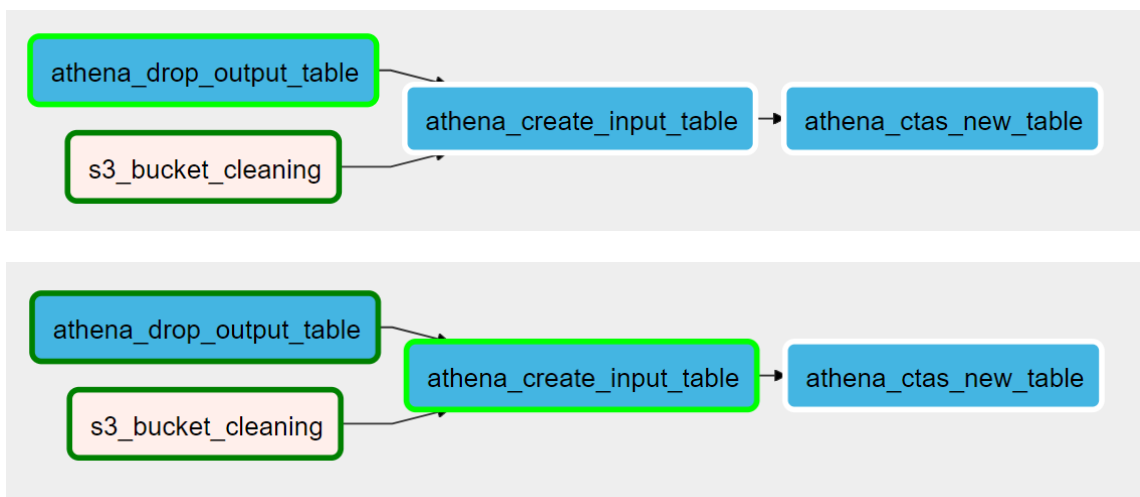 athena_drop_output_table
s3_bucket_cleaning
athena_create_input_table
athena_ctas_new_table
athena_drop_output_table
s3_bucket_cleaning
athena_create_input_table
athena_ctas_new_table